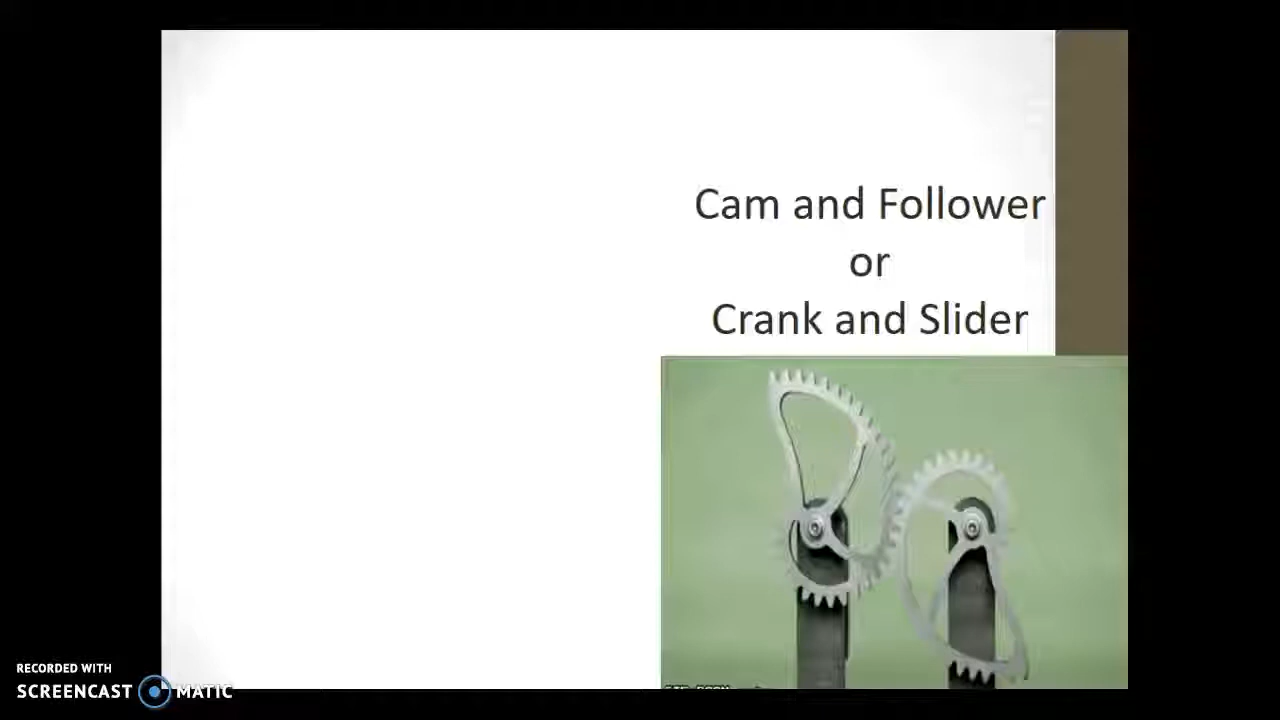 Cam and Follower
or
Crank and Slider
RECORDED WITH
SCREENCAST MATIC